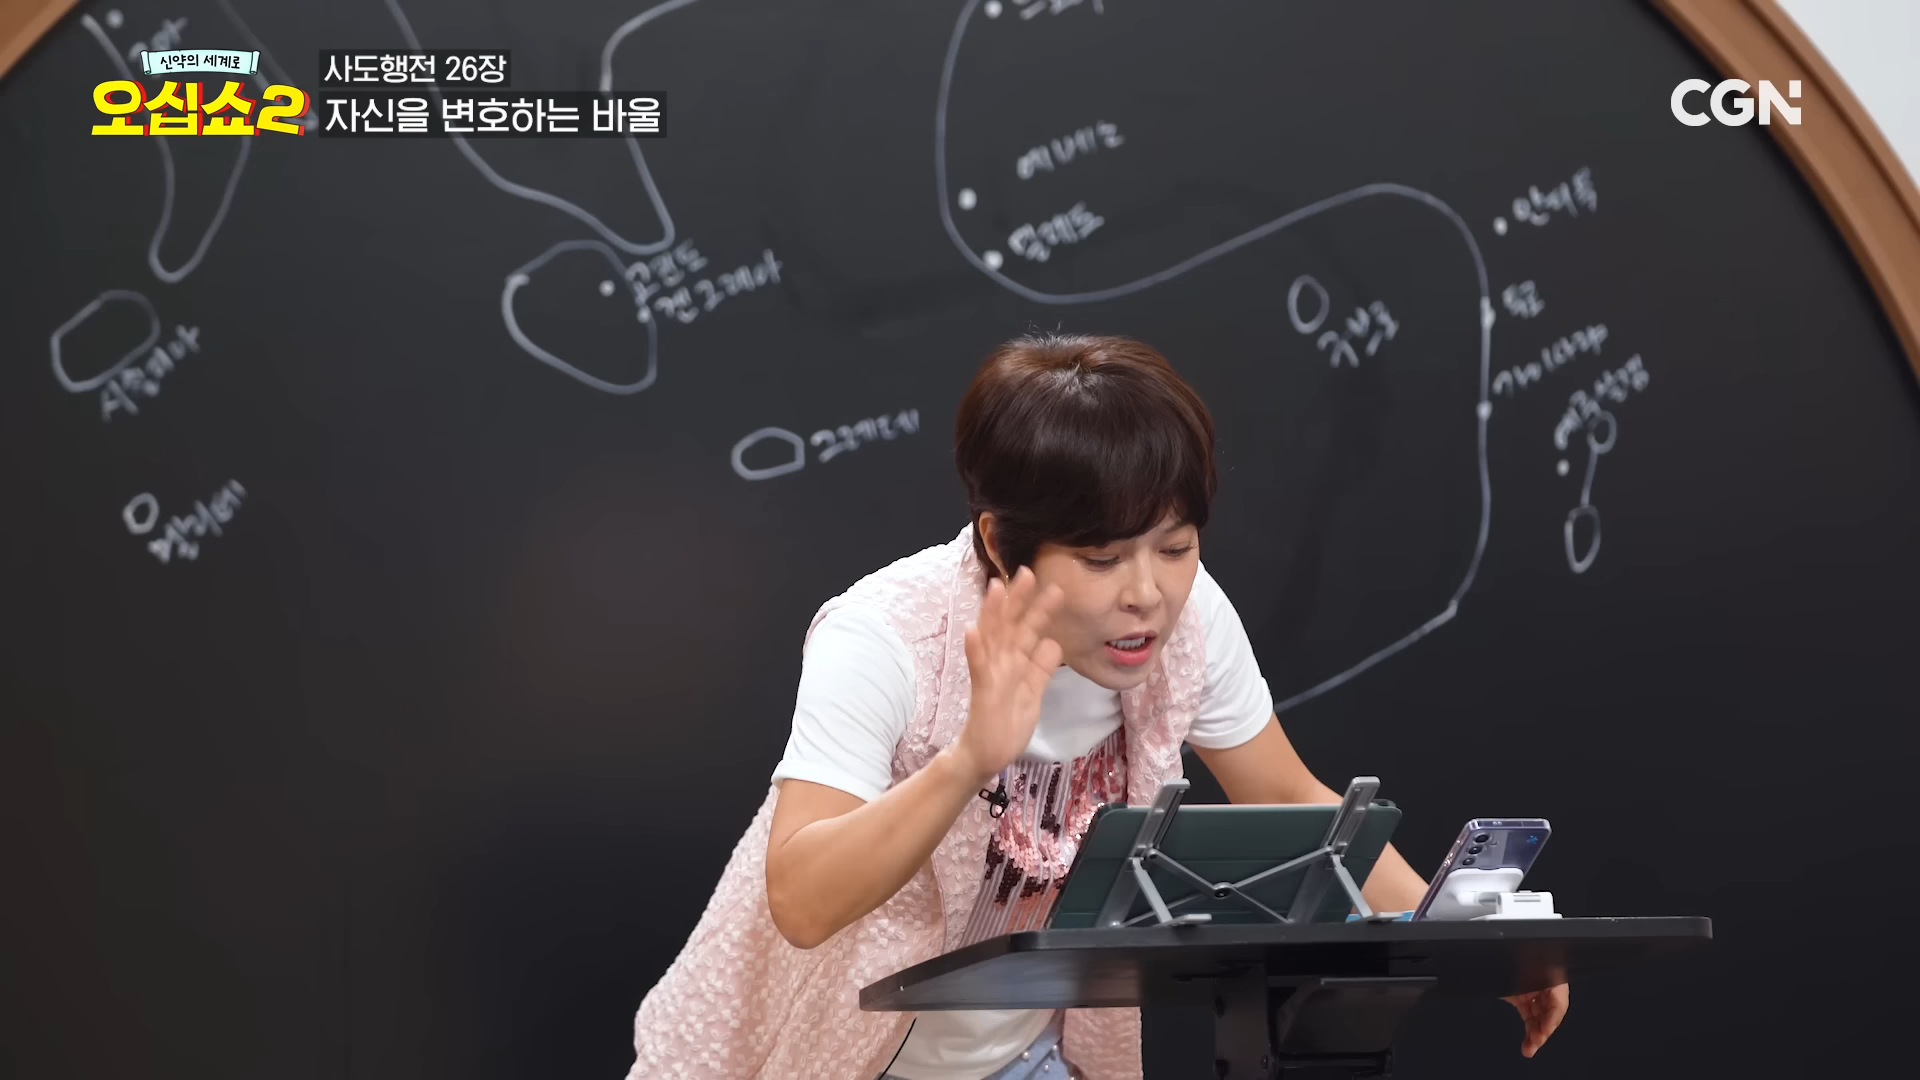 신약의 세계로
오십쇼2
사도행전 26장
자신을 변호하는 바울
CGN
에베소
밀레도
안디옥
고린도
겐그레아
두로
구브로
가이사랴
예루살렘
시칠리아
그레데
멜리데